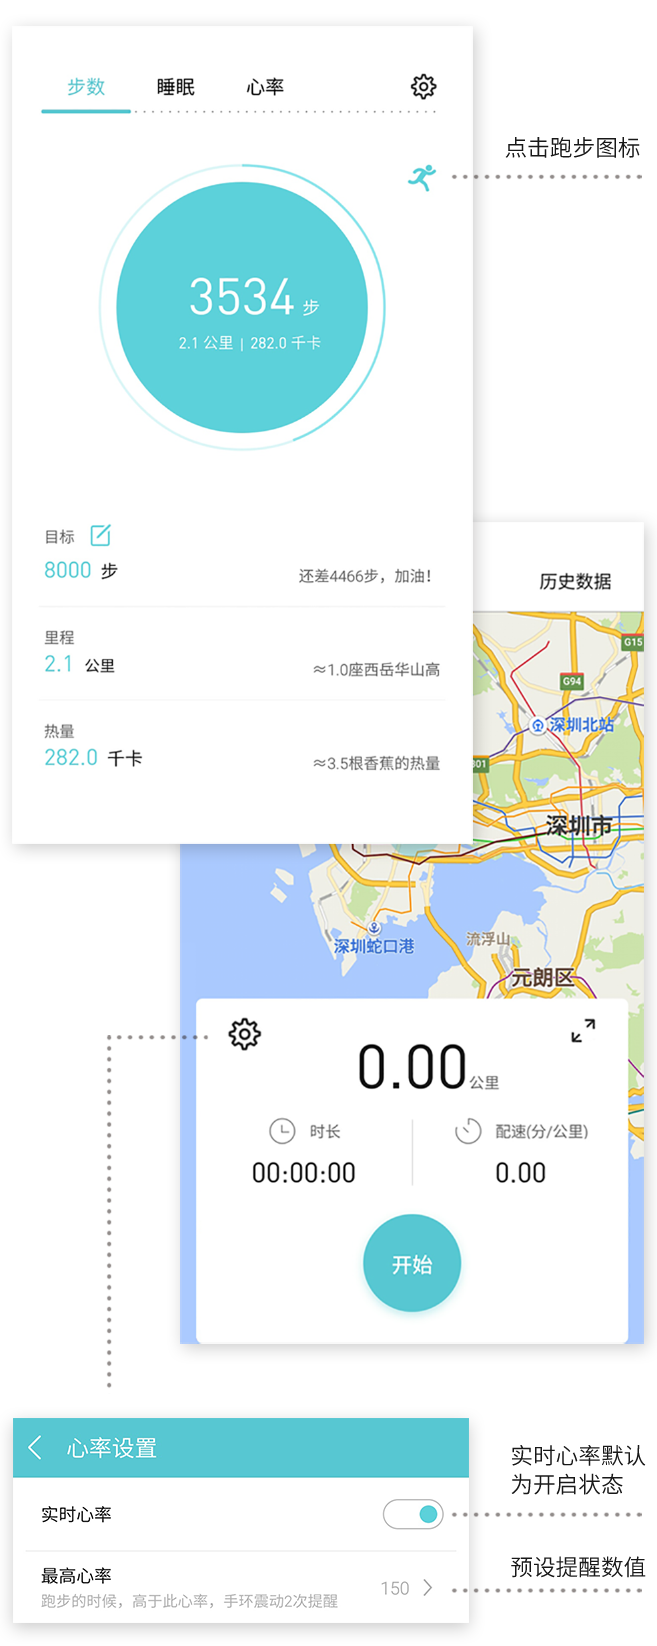 步数 睡眠 心率
点击跑步图标
3534 步
2.1 公里 | 282.0 千卡
目标
8000 步
还差4466步，加油！
里程
2.1 公里
≈1.0座西岳华山高
热量
282.0 千卡
≈3.5根香蕉的热量
历史数据
G15
G94
深圳北站
301
深圳市
深圳蛇口港
流浮山
元朗区
0.00公里
时长
00:00:00
配速(分/公里)
0.00
开始
心率设置
实时心率
实时心率默认
为开启状态
最高心率
跑步的时候，高于此心率，手环震动2次提醒
150
预设提醒数值